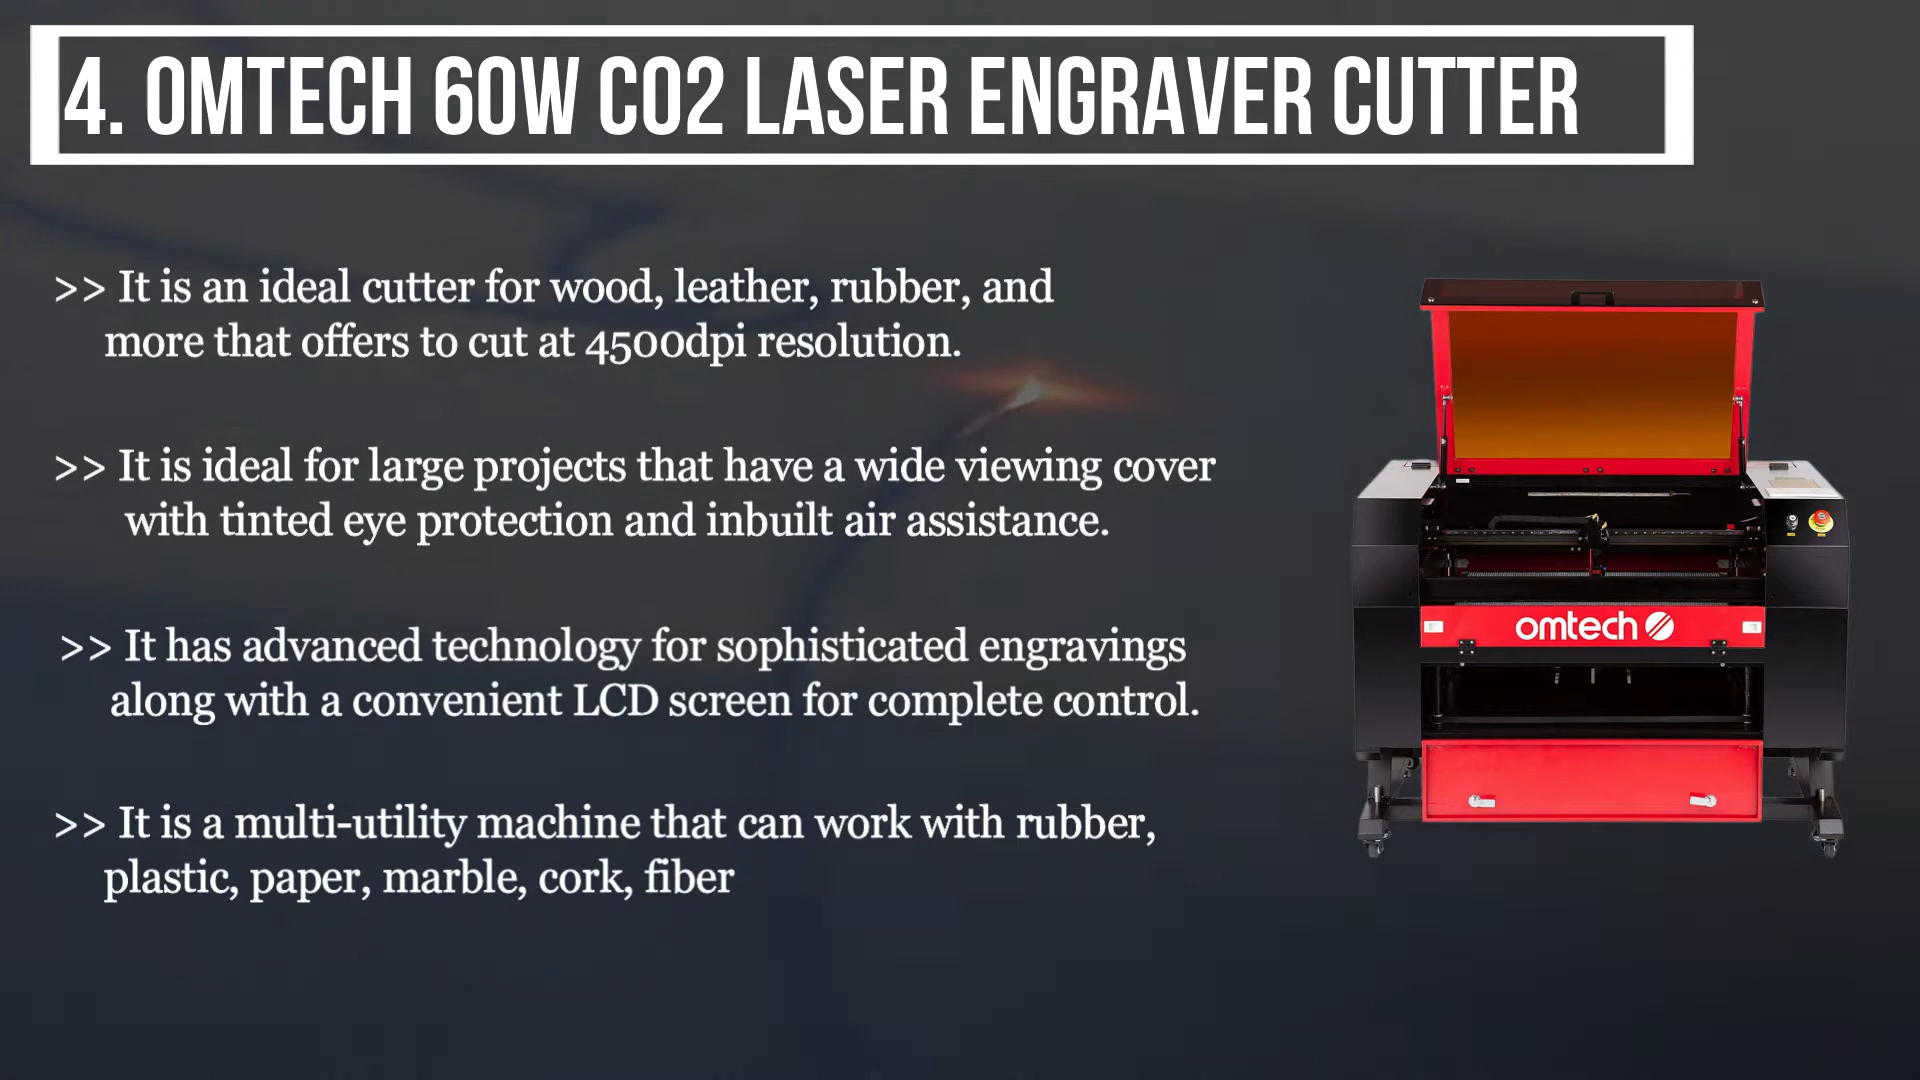 4. OMTECH 60W CO2 LASER ENGRAVER CUTTER
>> It is an ideal cutter for wood, leather, rubber, and
more that offers to cut at 4500dpi resolution.
>> It is ideal for large projects that have a wide viewing cover
with tinted eye protection and inbuilt air assistance.
>> It has advanced technology for sophisticated engravings
along with a convenient LCD screen for complete control.
>> It is a multi-utility machine that can work with rubber,
plastic, paper, marble, cork, fiber
omtech